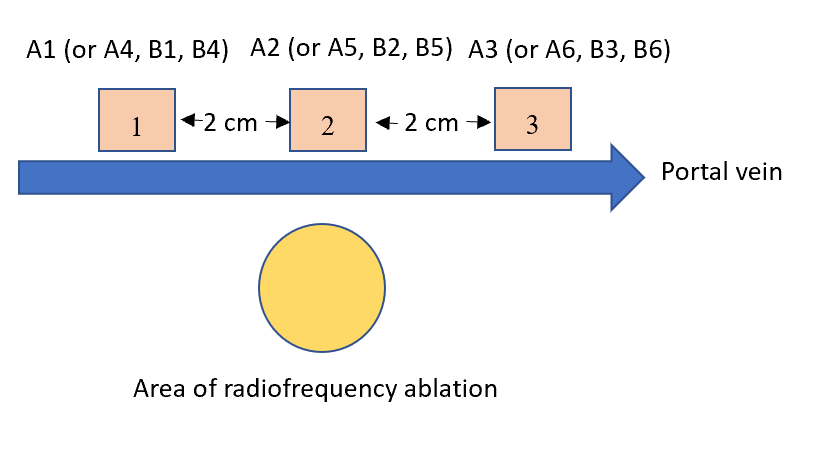 A1 (or A4, B1, B4) A2 (or A5, B2, B5) A3 (or A6, B3, B6)
1 2 cm 2 2 cm 3
Portal vein
Area of radiofrequency ablation